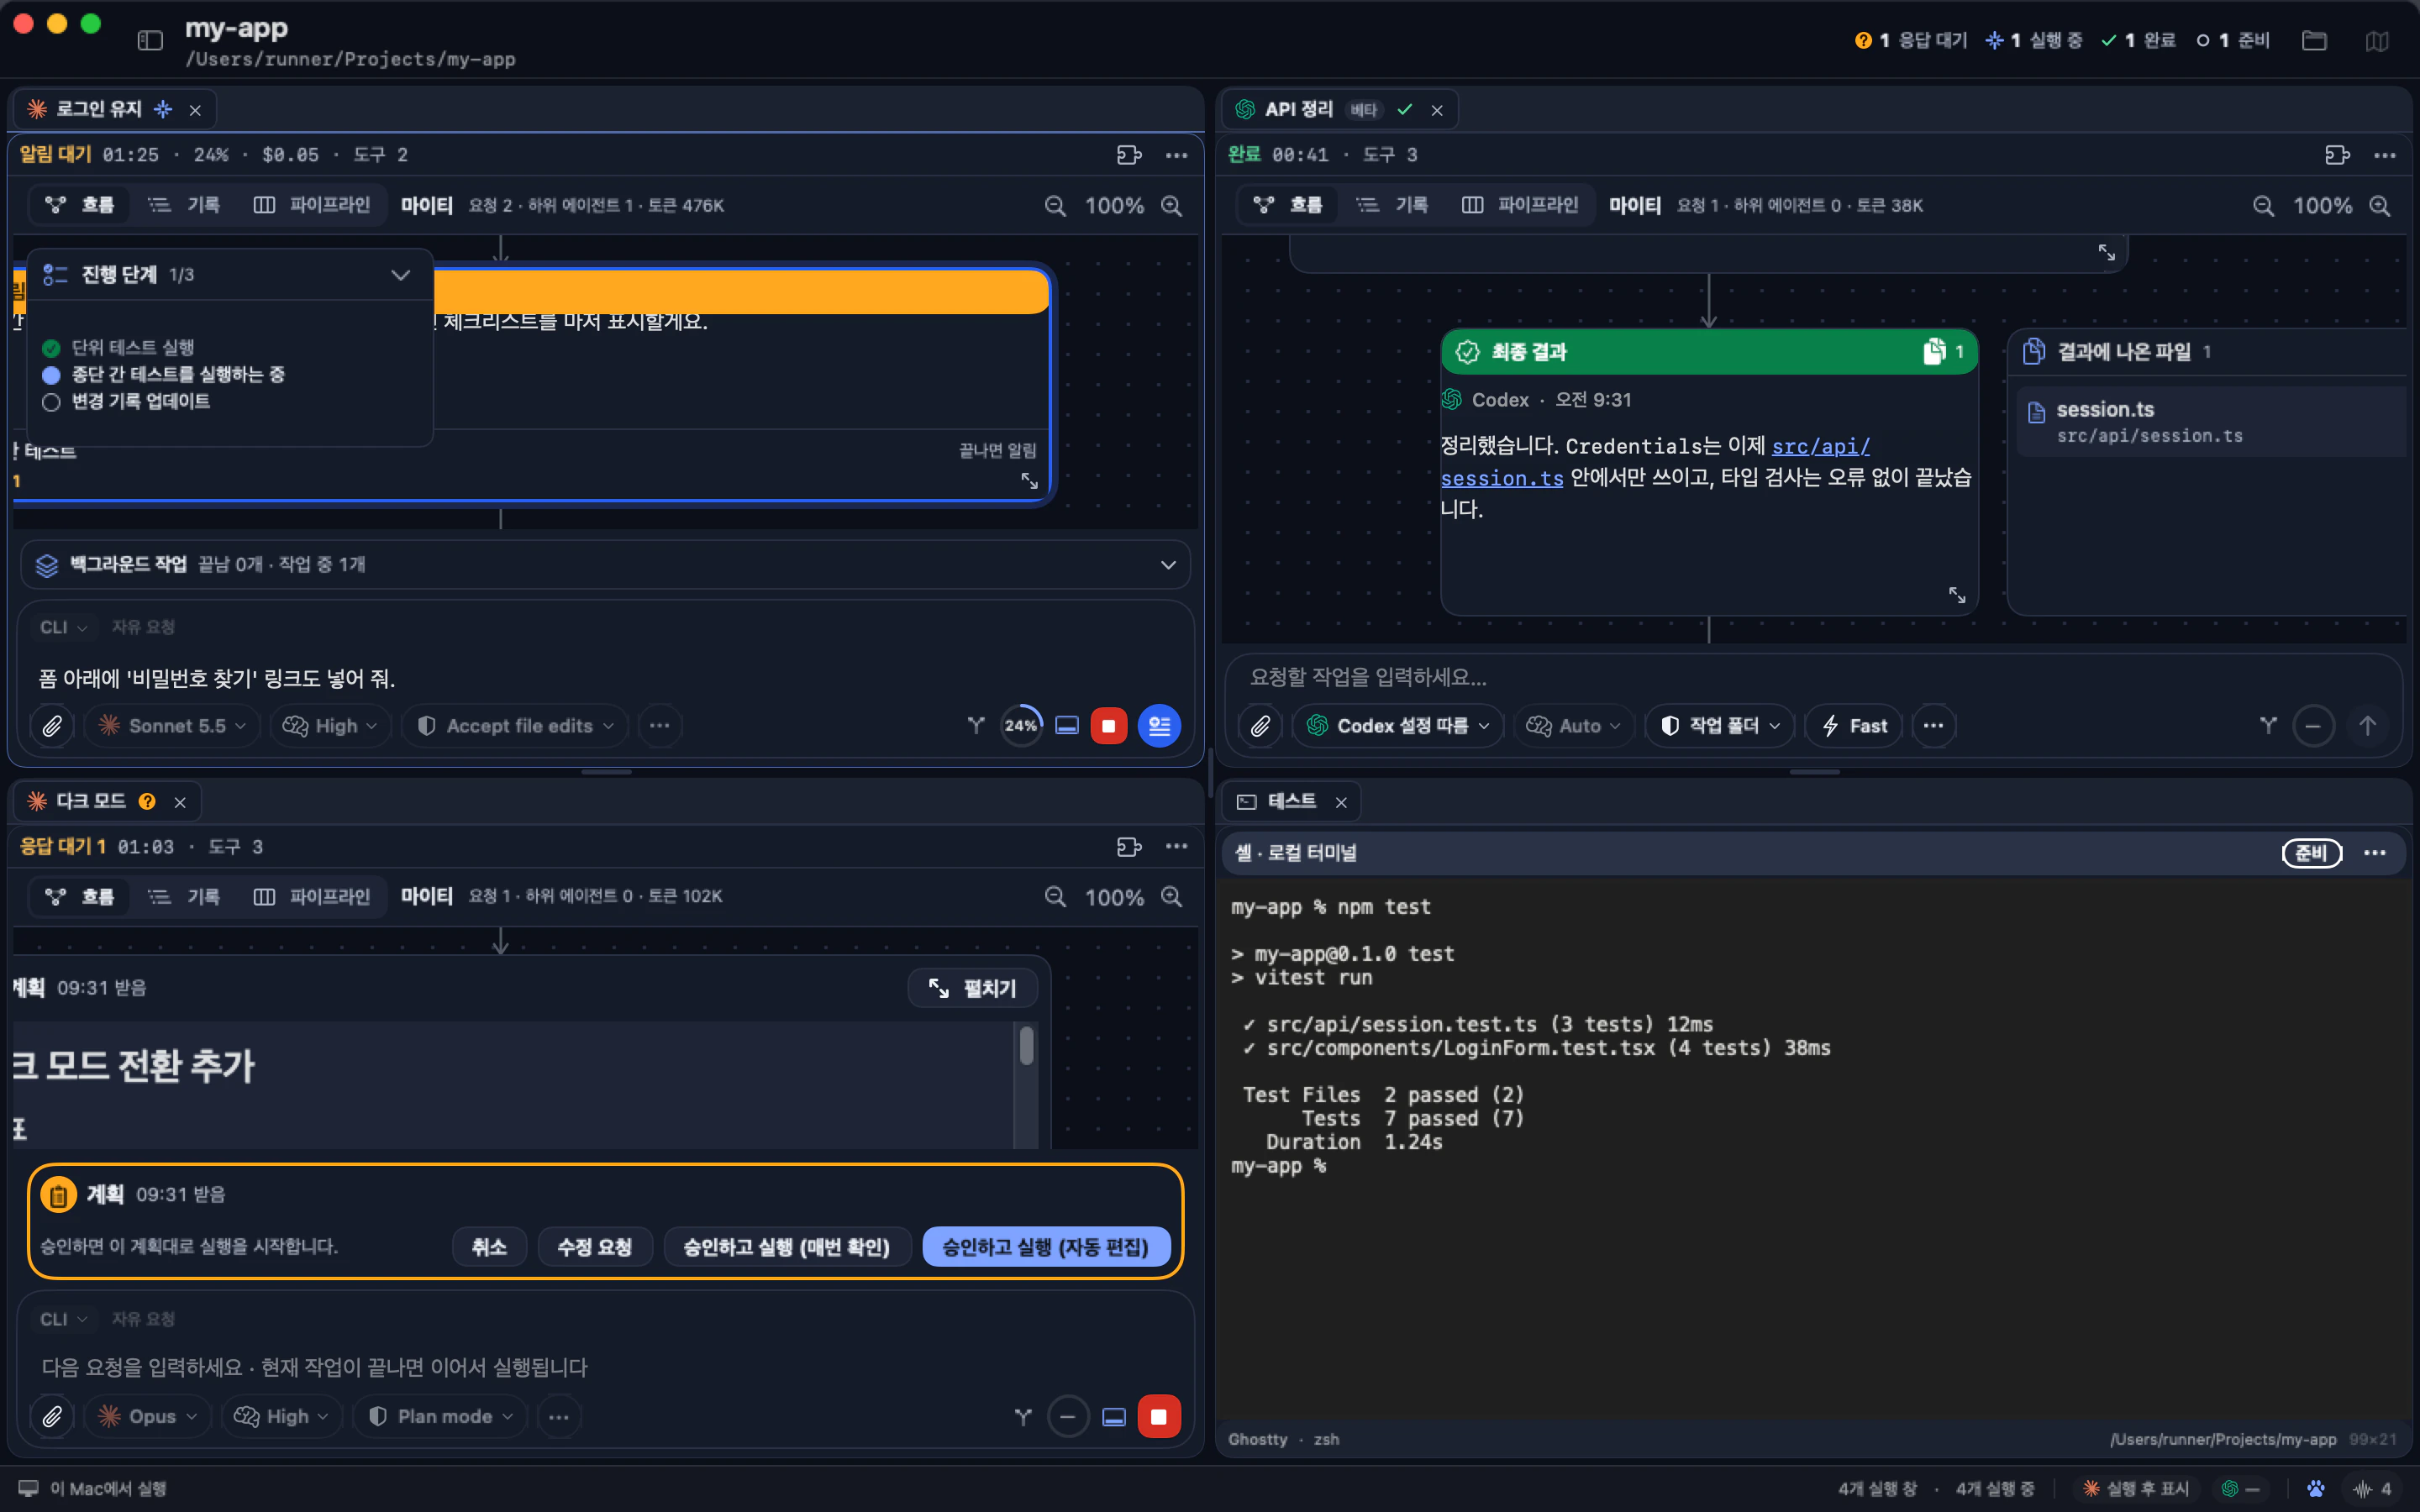 my-app
/Users/runner/Projects/my-app
1 응답 대기 1 실행 중 1 완료 1 준비
로그인 유지
알림 대기 01:25 · 24% · $0.05 · 도구 2
흐름 기록 파이프라인 마이티 요청 2 · 하위 에이전트 1 · 토큰 476K 100%
진행 단계 1/3
체크리스트를 마저 표시할게요.
단위 테스트 실행
종단 간 테스트를 실행하는 중
변경 기록 업데이트
테스트 끝나면 알림
1
백그라운드 작업 끝남 0개 · 작업 중 1개
CLI 자유 요청
폼 아래에 '비밀번호 찾기' 링크도 넣어 줘.
Sonnet 5.5 High Accept file edits 24%
API 정리 베타
완료 00:41 · 도구 3
흐름 기록 파이프라인 마이티 요청 1 · 하위 에이전트 0 · 토큰 38K 100%
최종 결과 1
Codex · 오전 9:31
정리했습니다. Credentials는 이제 src/api/
session.ts 안에서만 쓰이고, 타입 검사는 오류 없이 끝났습
니다.
결과에 나온 파일 1
session.ts
src/api/session.ts
요청할 작업을 입력하세요...
Codex 설정 따름 Auto 작업 폴더 Fast
다크 모드 ?
응답 대기 1 01:03 · 도구 3
흐름 기록 파이프라인 마이티 요청 1 · 하위 에이전트 0 · 토큰 102K 100%
계획 09:31 받음 펼치기
크 모드 전환 추가
표
계획 09:31 받음
승인하면 이 계획대로 실행을 시작합니다. 취소 수정 요청 승인하고 실행 (매번 확인) 승인하고 실행 (자동 편집)
CLI 자유 요청
다음 요청을 입력하세요 · 현재 작업이 끝나면 이어서 실행됩니다
Opus High Plan mode
테스트
셸 · 로컬 터미널 준비
my-app % npm test
> my-app@0.1.0 test
> vitest run
✓ src/api/session.test.ts (3 tests) 12ms
✓ src/components/LoginForm.test.tsx (4 tests) 38ms
Test Files 2 passed (2)
Tests 7 passed (7)
Duration 1.24s
my-app %
Ghostty · zsh /Users/runner/Projects/my-app 99×21
이 Mac에서 실행 4개 실행 창 · 4개 실행 중 실행 후 표시 — 4